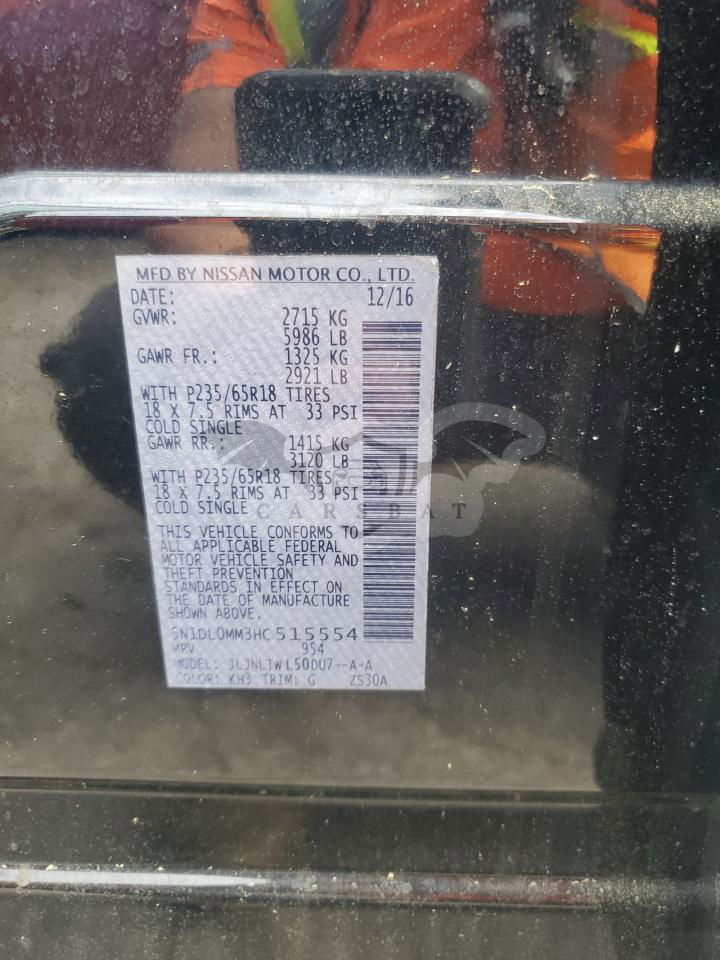 MFD BY NISSAN MOTOR CO., LTD.
DATE: 12/16
GVWR: 2715 KG
5986 LB
GAWR FR.: 1325 KG
2921 LB
WITH P235/65R18 TIRES
18 X 7.5 RIMS AT 33 PSI
COLD SINGLE
GAWR RR.: 1415 KG
3120 LB
WITH P235/65R18 TIRES
18 X 7.5 RIMS AT 33 PSI
COLD SINGLE
CARSBAT
THIS VEHICLE CONFORMS TO
ALL APPLICABLE FEDERAL
MOTOR VEHICLE SAFETY AND
THEFT PREVENTION
STANDARDS IN EFFECT ON
THE DATE OF MANUFACTURE
SHOWN ABOVE.
5N1DL0MM3HC515554
MPV 954
MODEL: JLJNLTWL50DU7--A-A
COLOR: KH3 TRIM: G ZS30A